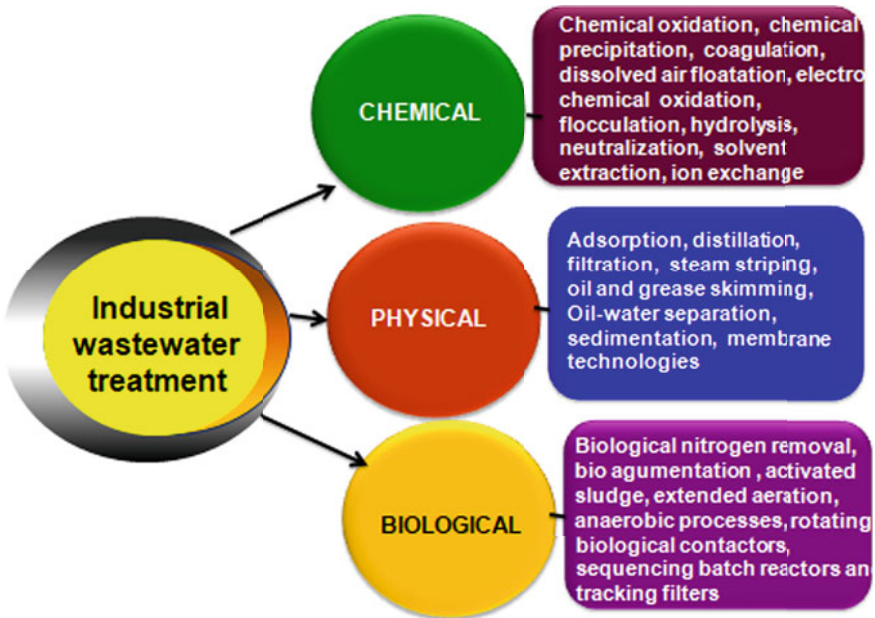 Industrial
wastewater
treatment
CHEMICAL
Chemical oxidation, chemical
precipitation, coagulation,
dissolved air floatation, electro
chemical oxidation,
flocculation, hydrolysis,
neutralization, solvent
extraction, ion exchange
PHYSICAL
Adsorption, distillation,
filtration, steam striping,
oil and grease skimming,
Oil-water separation,
sedimentation, membrane
technologies
BIOLOGICAL
Biological nitrogen removal,
bio agumentation , activated
sludge, extended aeration,
anaerobic processes, rotating
biological contactors,
sequencing batch reactors and
tracking filters